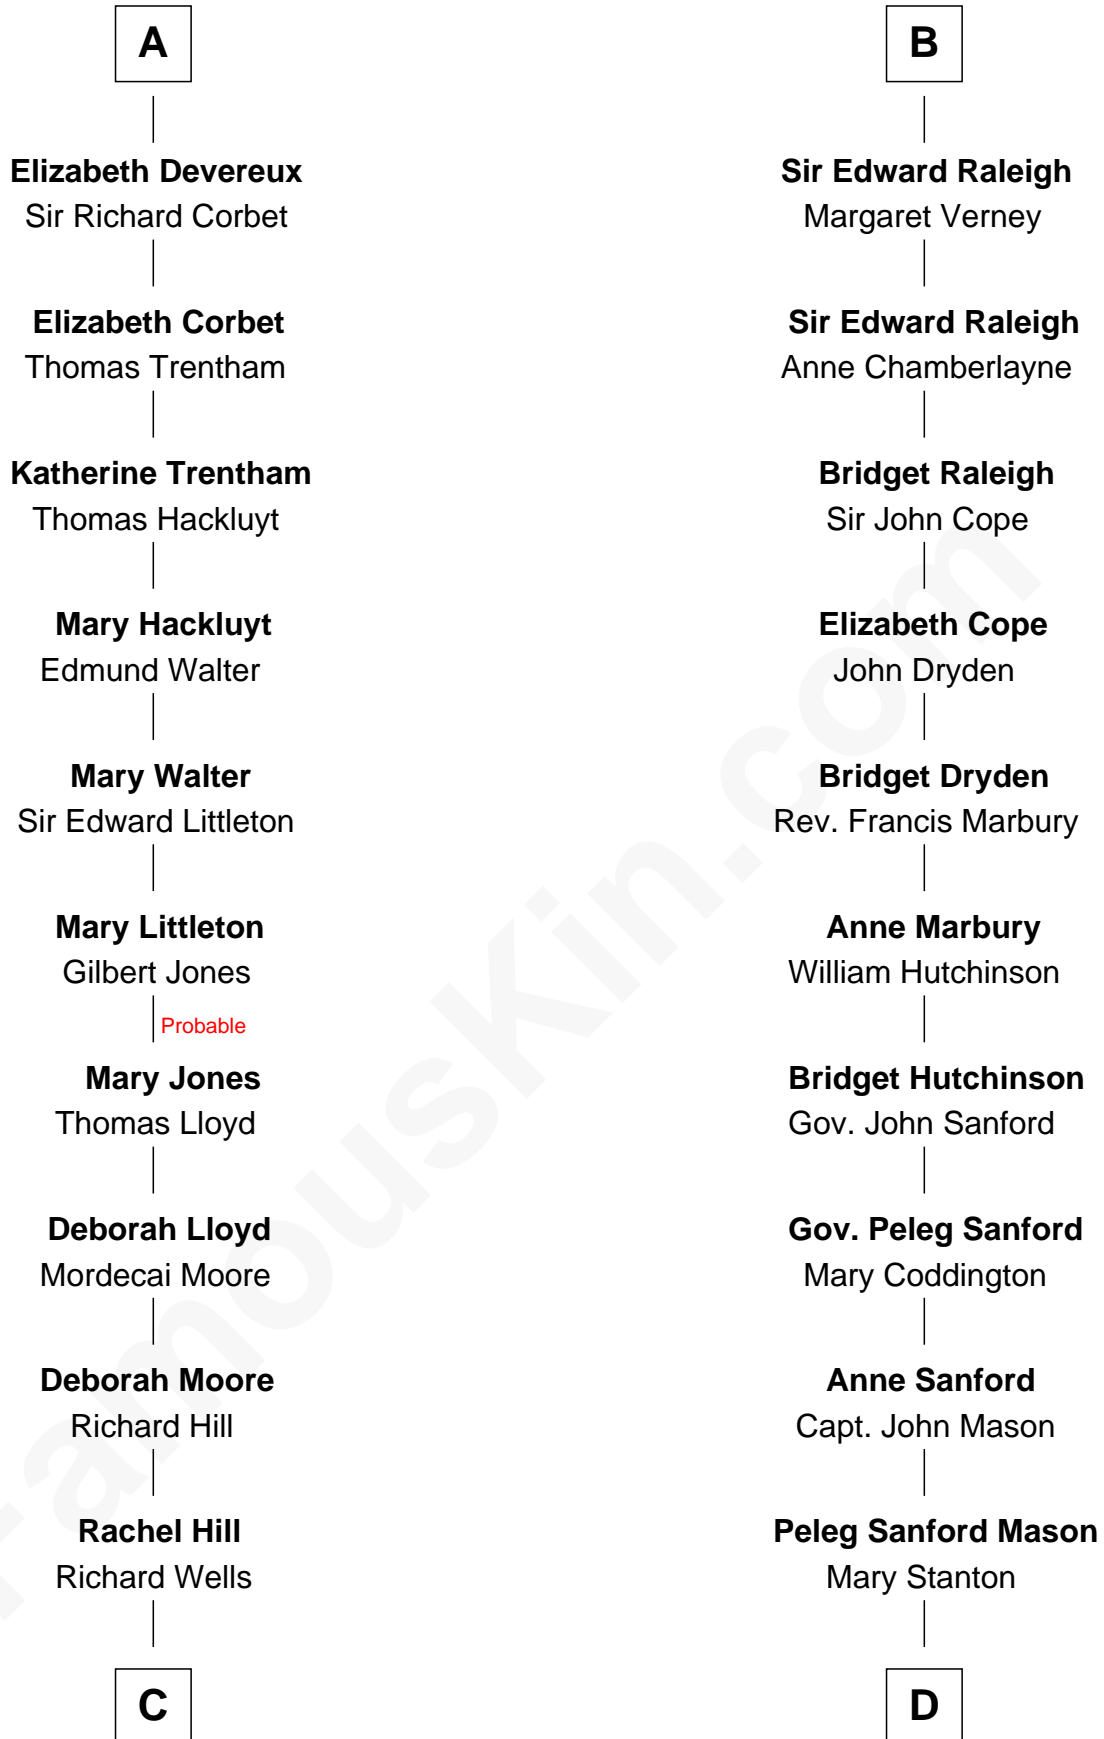 A
Elizabeth Devereux
Sir Richard Corbet
Elizabeth Corbet
Thomas Trentham
Katherine Trentham
Thomas Hackluyt
Mary Hackluyt
Edmund Walter
Mary Walter
Sir Edward Littleton
Mary Littleton
Gilbert Jones
Probable
Mary Jones
Thomas Lloyd
Deborah Lloyd
Mordecai Moore
Deborah Moore
Richard Hill
Rachel Hill
Richard Wells
C
B
Sir Edward Raleigh
Margaret Verney
Sir Edward Raleigh
Anne Chamberlayne
Bridget Raleigh
Sir John Cope
Elizabeth Cope
John Dryden
Bridget Dryden
Rev. Francis Marbury
Anne Marbury
William Hutchinson
Bridget Hutchinson
Gov. John Sanford
Gov. Peleg Sanford
Mary Coddington
Anne Sanford
Capt. John Mason
Peleg Sanford Mason
Mary Stanton
D
FamousKin.com